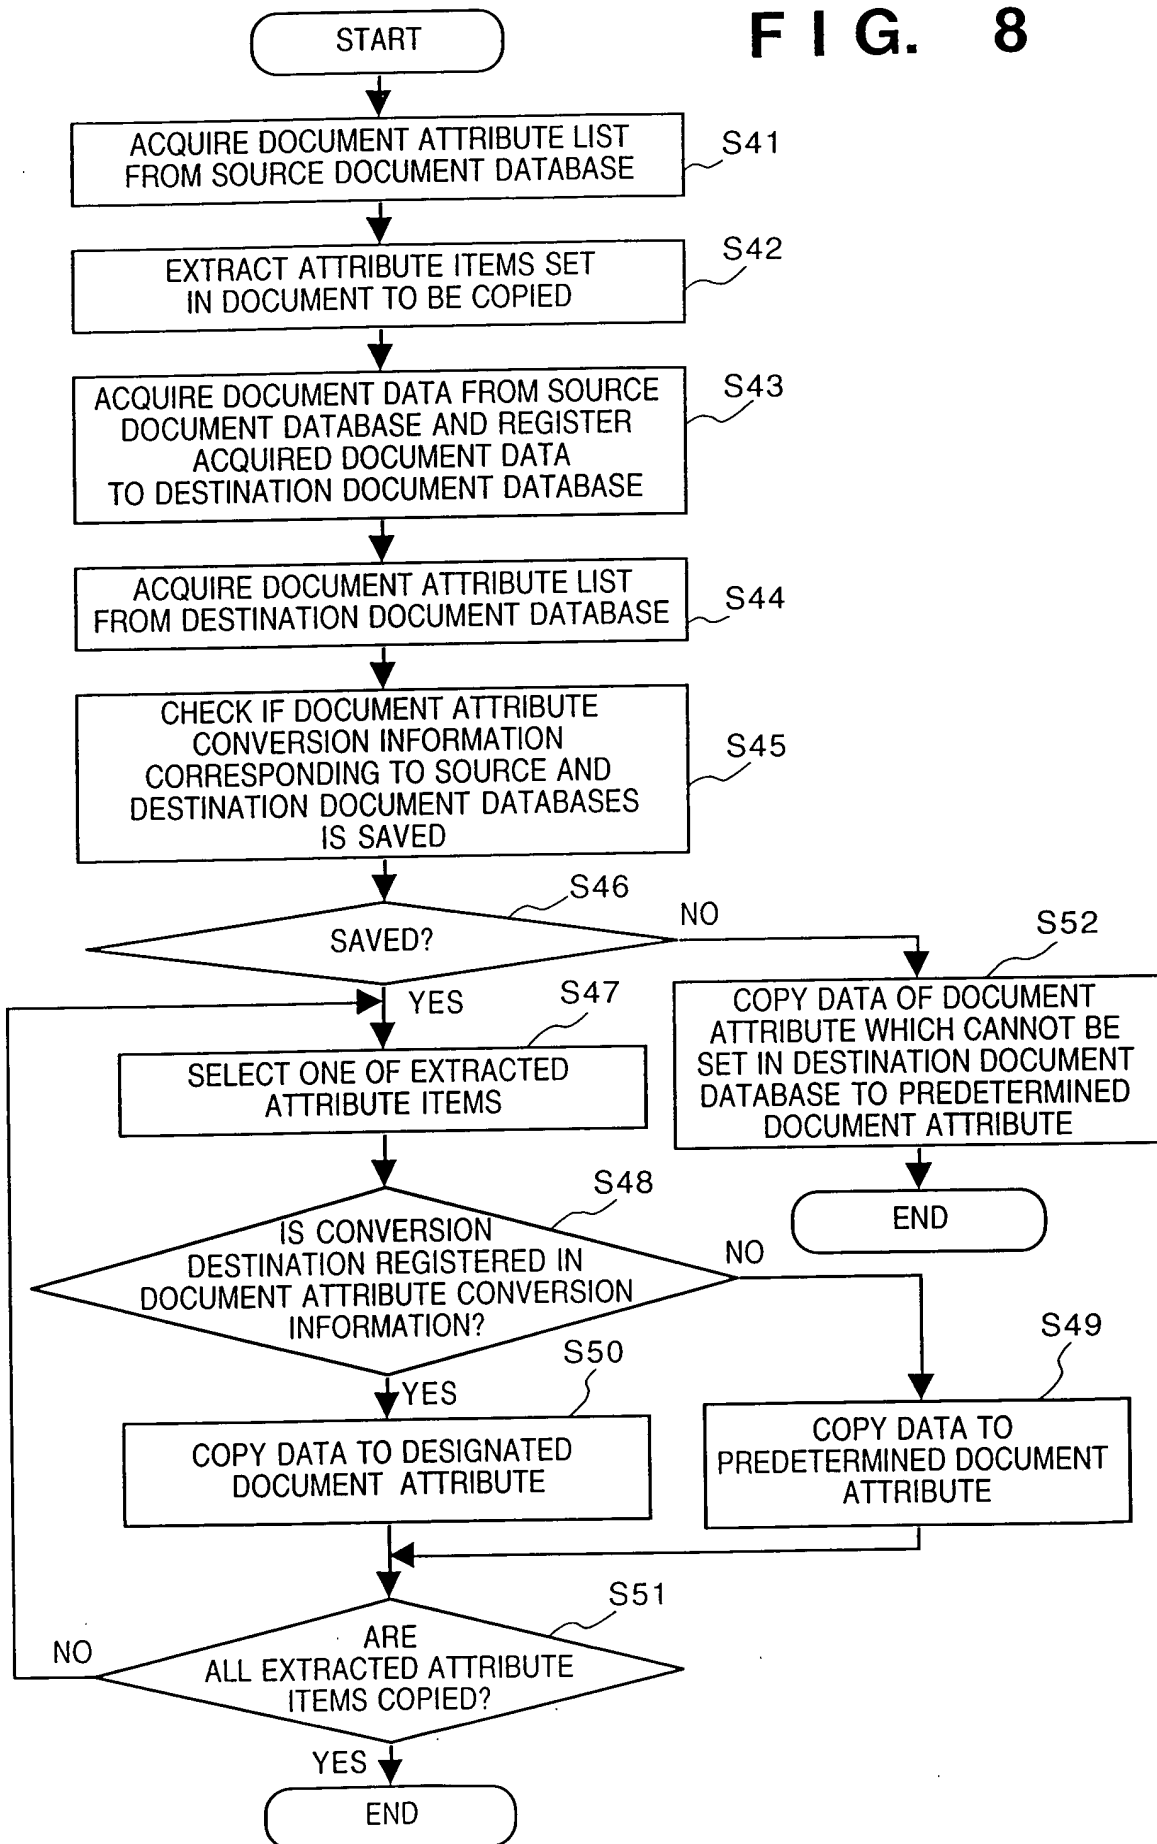 FIG. 8
START
ACQUIRE DOCUMENT ATTRIBUTE LIST
FROM SOURCE DOCUMENT DATABASE
S41
EXTRACT ATTRIBUTE ITEMS SET
IN DOCUMENT TO BE COPIED
S42
ACQUIRE DOCUMENT DATA FROM SOURCE
DOCUMENT DATABASE AND REGISTER
ACQUIRED DOCUMENT DATA
TO DESTINATION DOCUMENT DATABASE
S43
ACQUIRE DOCUMENT ATTRIBUTE LIST
FROM DESTINATION DOCUMENT DATABASE
S44
CHECK IF DOCUMENT ATTRIBUTE
CONVERSION INFORMATION
CORRESPONDING TO SOURCE AND
DESTINATION DOCUMENT DATABASES
IS SAVED
S45
S46
SAVED?
NO
YES
S52
COPY DATA OF DOCUMENT
ATTRIBUTE WHICH CANNOT BE
SET IN DESTINATION DOCUMENT
DATABASE TO PREDETERMINED
DOCUMENT ATTRIBUTE
END
S47
SELECT ONE OF EXTRACTED
ATTRIBUTE ITEMS
S48
IS CONVERSION
DESTINATION REGISTERED IN
DOCUMENT ATTRIBUTE CONVERSION
INFORMATION?
NO
YES
S50
COPY DATA TO DESIGNATED
DOCUMENT ATTRIBUTE
S49
COPY DATA TO
PREDETERMINED DOCUMENT
ATTRIBUTE
S51
ARE
ALL EXTRACTED ATTRIBUTE
ITEMS COPIED?
NO
YES
END